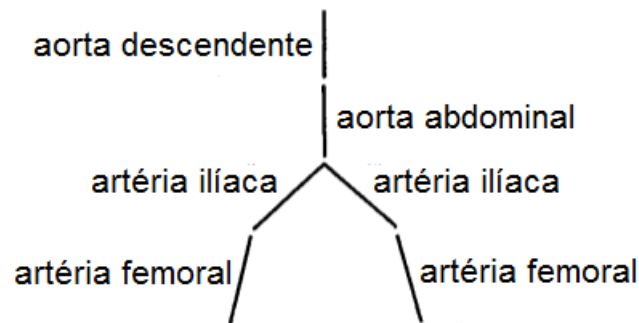 aorta descendente
aorta abdominal
artéria ilíaca
artéria ilíaca
artéria femoral
artéria femoral